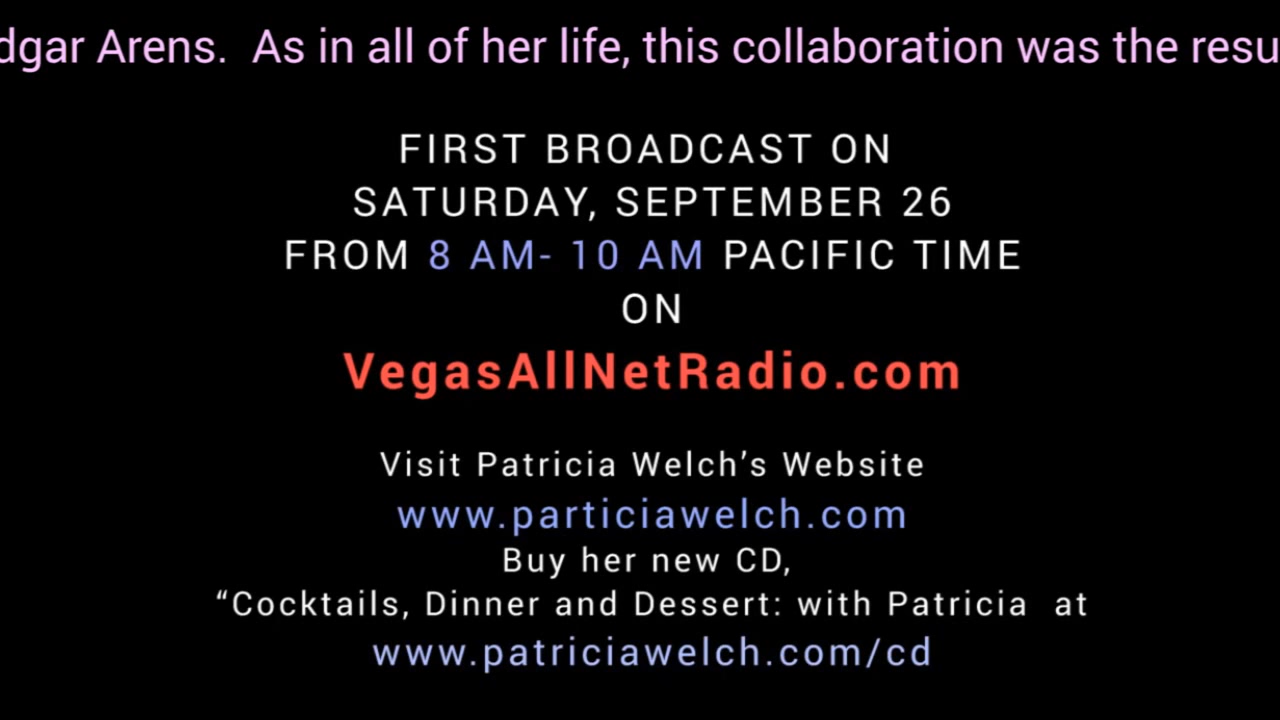 dgar Arens.  As in all of her life, this collaboration was the resu
FIRST BROADCAST ON
SATURDAY, SEPTEMBER 26
FROM 8 AM- 10 AM PACIFIC TIME
ON
VegasAllNetRadio.com
Visit Patricia Welch’s Website
www.particiawelch.com
Buy her new CD,
“Cocktails, Dinner and Dessert: with Patricia  at
www.patriciawelch.com/cd